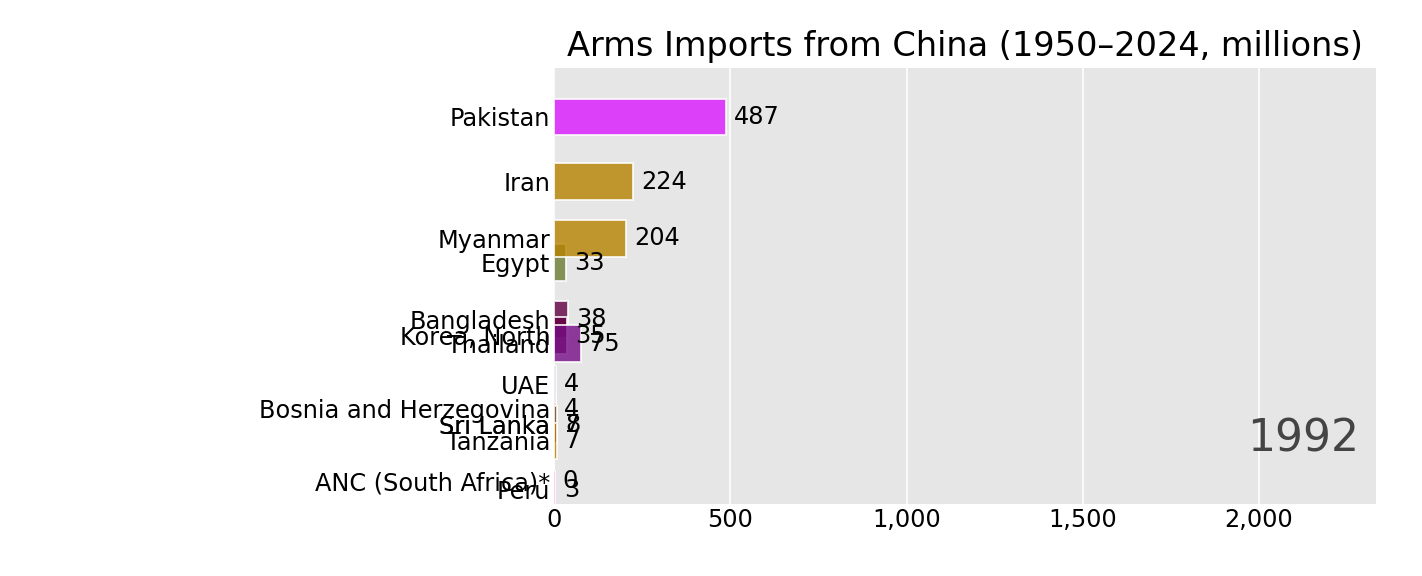 Arms Imports from China (1950–2024, millions)
Pakistan 487
Iran 224
Myanmar 204
Egypt 33
Bangladesh 38
Korea, North 35
Thailand 75
UAE 4
Bosnia and Herzegovina 4
Sri Lanka 8
Tanzania 7
1992
ANC (South Africa)* 0
Peru 3
0 500 1,000 1,500 2,000